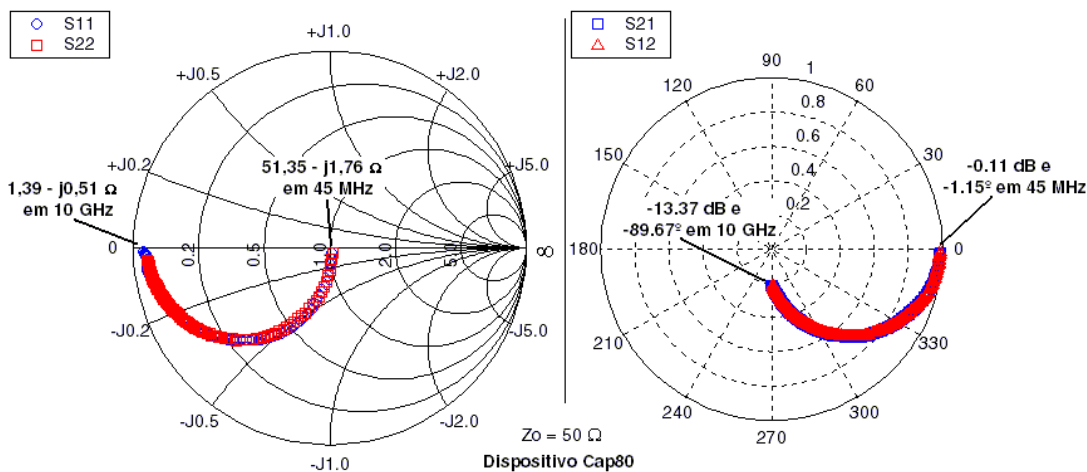 S11
S22
+J1.0
+J0.5
+J2.0
+J0.2
+J5.0
51,35 - j1,76 Ω
em 45 MHz
1,39 - j0,51 Ω
em 10 GHz
0
0.2
0.5
1.0
2.0
5.0
∞
-J0.2
-J5.0
-J0.5
-J2.0
-J1.0
S21
S12
90
1
120
60
0.8
0.6
150
30
0.4
0.2
-0.11 dB e
-1.15º em 45 MHz
-13.37 dB e
-89.67º em 10 GHz
180
0
210
330
240
300
270
Zo = 50 Ω
Dispositivo Cap80